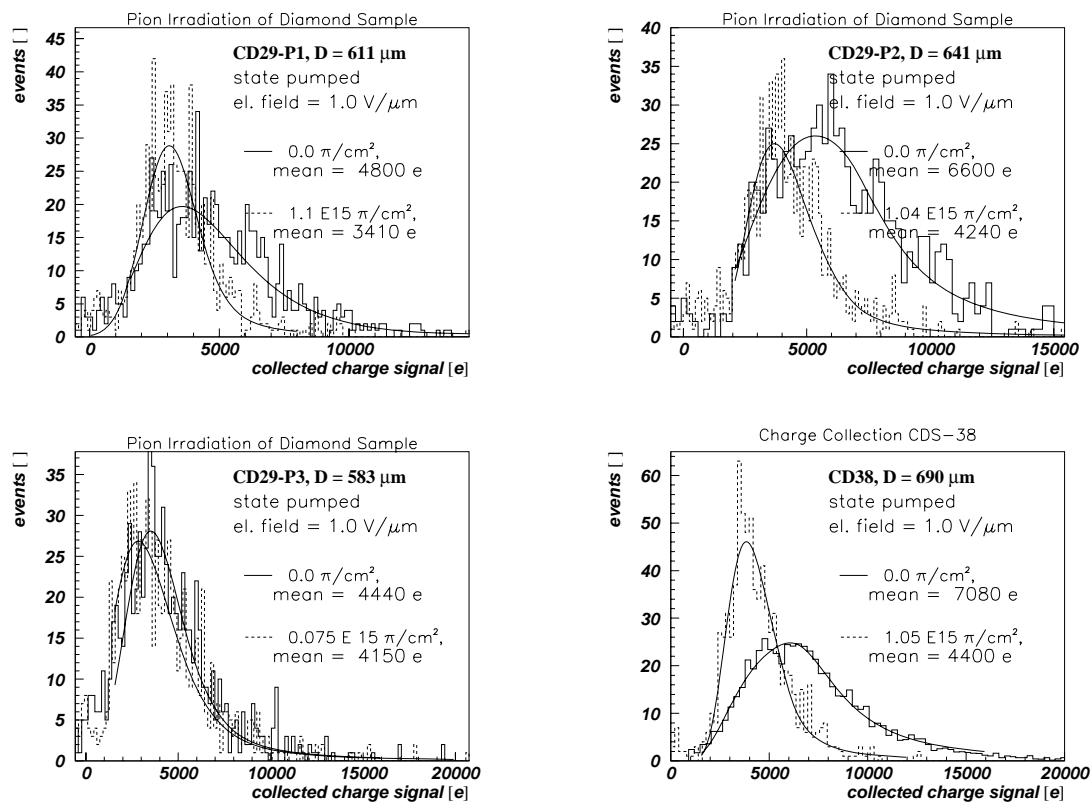 Pion Irradiation of Diamond Sample
events [ ]
45
40
35
30
25
20
15
10
5
0
CD29-P1, D = 611 μm
state pumped
el. field = 1.0 V/μm
0.0 π/cm²,
mean = 4800 e
1.1 E15 π/cm²,
mean = 3410 e
0 5000 10000
collected charge signal [e]
Pion Irradiation of Diamond Sample
events [ ]
40
35
30
25
20
15
10
5
0
CD29-P2, D = 641 μm
state pumped
el. field = 1.0 V/μm
0.0 π/cm²,
mean = 6600 e
1.04 E15 π/cm²,
mean = 4240 e
0 5000 10000 15000
collected charge signal [e]
Pion Irradiation of Diamond Sample
events [ ]
35
30
25
20
15
10
5
0
CD29-P3, D = 583 μm
state pumped
el. field = 1.0 V/μm
0.0 π/cm²,
mean = 4440 e
0.075 E 15 π/cm²,
mean = 4150 e
0 5000 10000 15000 20000
collected charge signal [e]
Charge Collection CDS-38
events [ ]
60
50
40
30
20
10
0
CD38, D = 690 μm
state pumped
el. field = 1.0 V/μm
0.0 π/cm²,
mean = 7080 e
1.05 E15 π/cm²,
mean = 4400 e
0 5000 10000 15000 20000
collected charge signal [e]